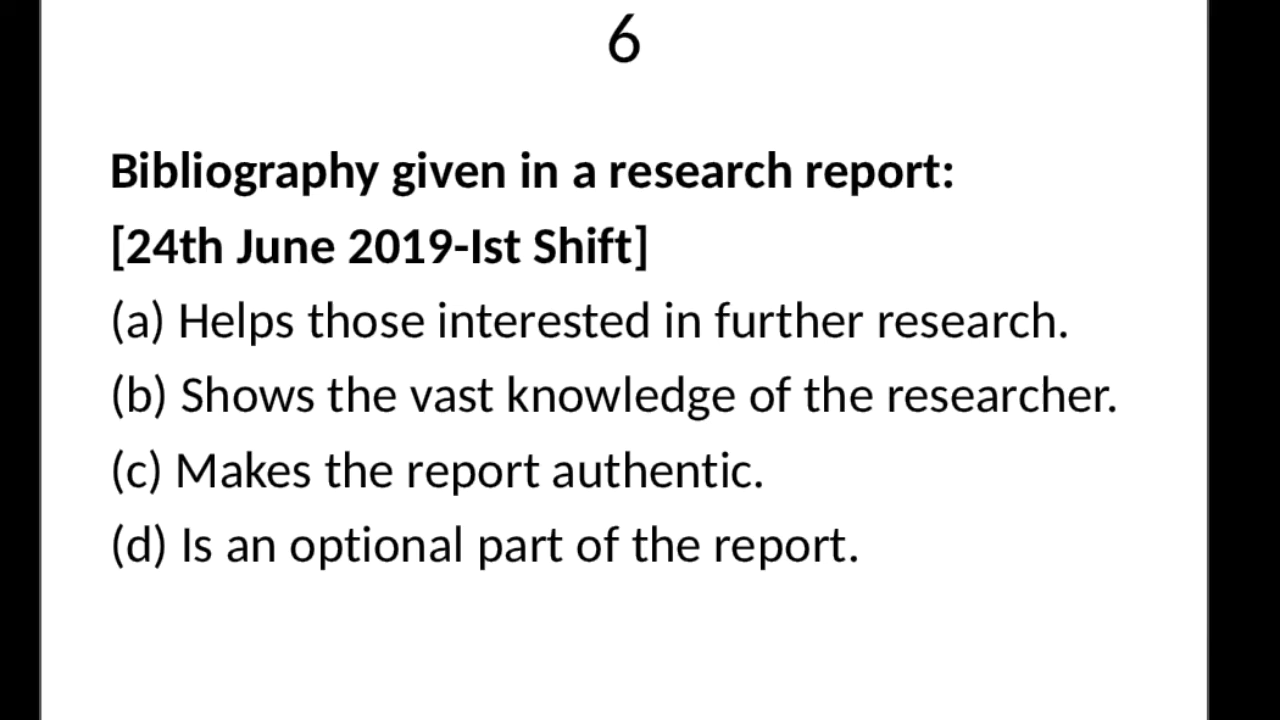 6
Bibliography given in a research report:
[24th June 2019-Ist Shift]
(a) Helps those interested in further research.
(b) Shows the vast knowledge of the researcher.
(c) Makes the report authentic.
(d) Is an optional part of the report.